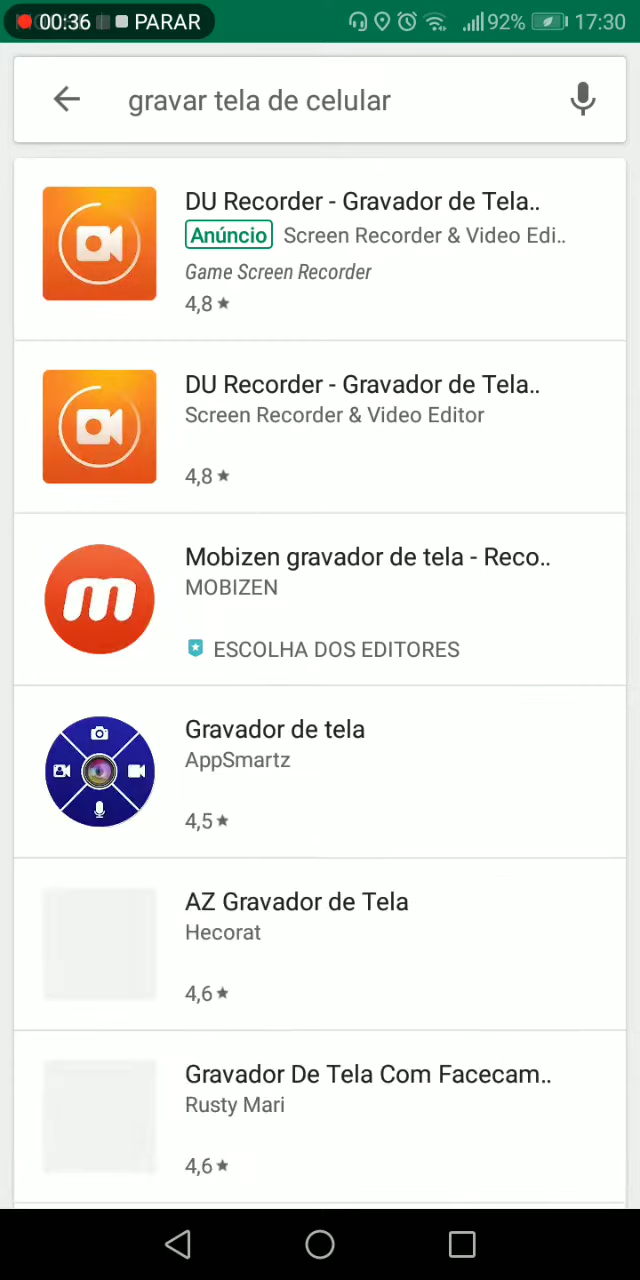 00:36 PARAR 92% 17:30
gravar tela de celular
DU Recorder - Gravador de Tela..
Anúncio Screen Recorder & Video Edi..
Game Screen Recorder
4,8
DU Recorder - Gravador de Tela..
Screen Recorder & Video Editor
4,8
Mobizen gravador de tela - Reco..
MOBIZEN
ESCOLHA DOS EDITORES
Gravador de tela
AppSmartz
4,5
AZ Gravador de Tela
Hecorat
4,6
Gravador De Tela Com Facecam..
Rusty Mari
4,6